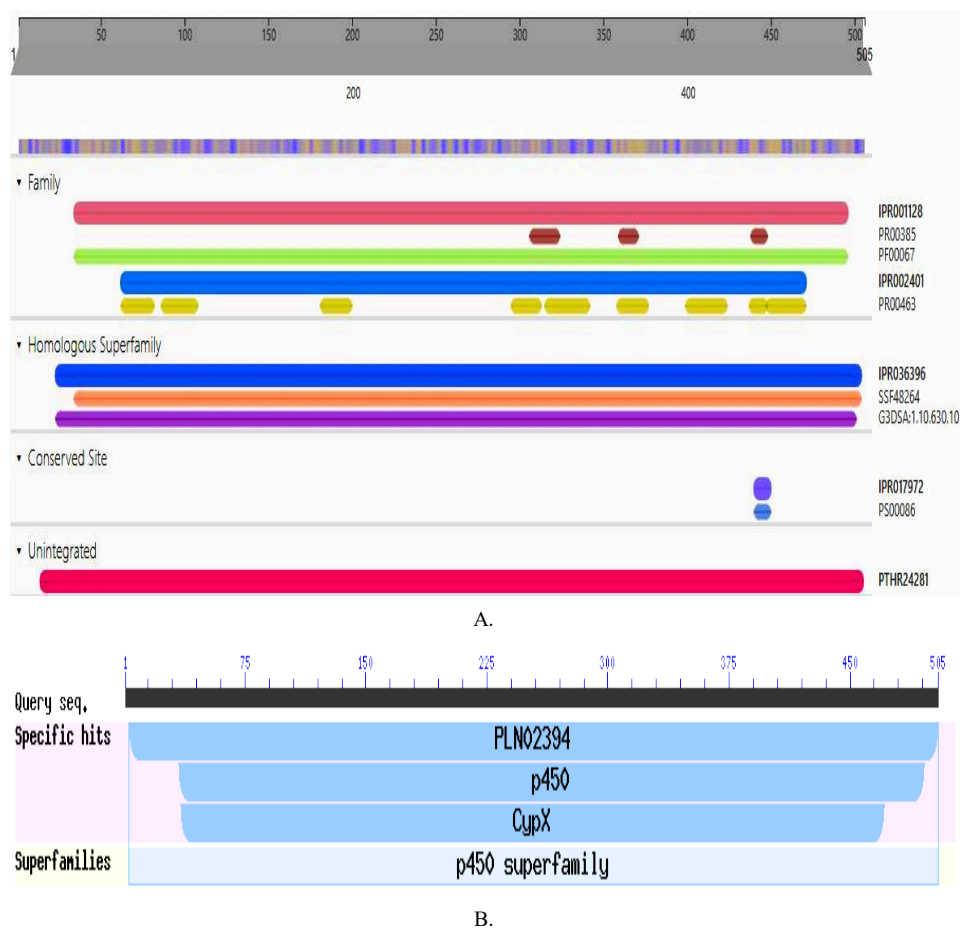 50 100 150 200 250 300 350 400 450 500
1 505
200 400
▾ Family
IPR001128
PR00385
PF00067
IPR002401
PR00463
▾ Homologous Superfamily
IPR036396
SSF48264
G3DSA:1.10.630.10
▾ Conserved Site
IPR017972
PS00086
▾ Unintegrated
PTHR24281
A.
1 75 150 225 300 375 450 505
Query seq.
Specific hits PLN02394
p450
CypX
Superfamilies p450 superfamily
B.